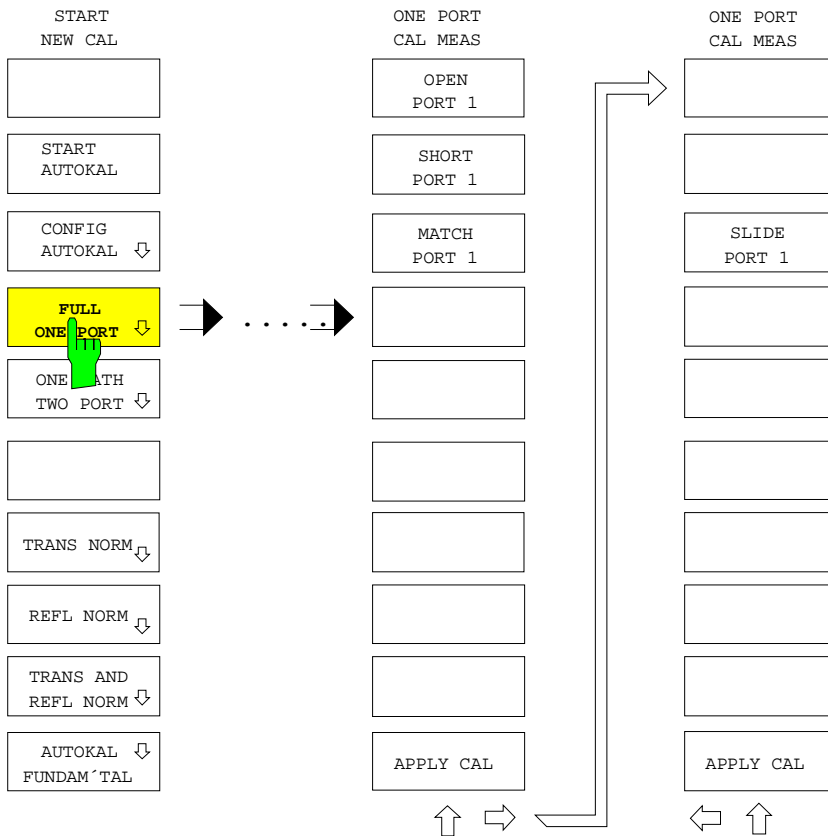 START
NEW CAL
START
AUTOKAL
CONFIG
AUTOKAL
FULL
ONE PORT
ONE PATH
TWO PORT
TRANS NORM
REFL NORM
TRANS AND
REFL NORM
AUTOKAL
FUNDAM´TAL
.....
ONE PORT
CAL MEAS
OPEN
PORT 1
SHORT
PORT 1
MATCH
PORT 1
APPLY CAL
ONE PORT
CAL MEAS
SLIDE
PORT 1
APPLY CAL